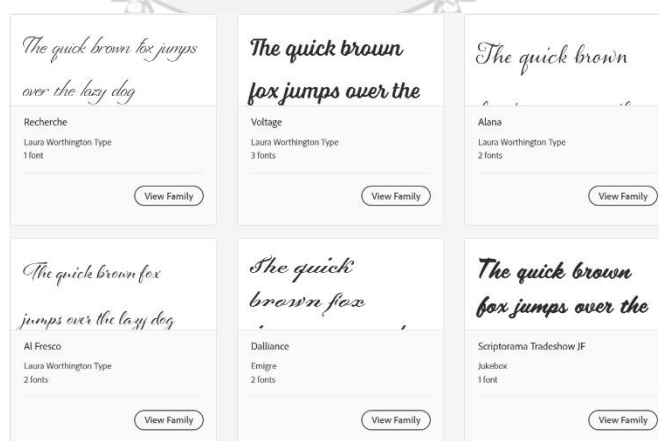 The quick brown fox jumps
over the lazy dog
Recherche
Laura Worthington Type
1 font
View Family
The quick brown
fox jumps over the
Voltage
Laura Worthington Type
3 fonts
View Family
The quick brown
Alana
Laura Worthington Type
2 fonts
View Family
The quick brown fox
jumps over the lazy dog
Al Fresco
Laura Worthington Type
2 fonts
View Family
The quick
brown fox
Dalliance
Emigre
2 fonts
View Family
The quick brown
fox jumps over the
Scriptorama Tradeshow JF
Jukebox
1 font
View Family